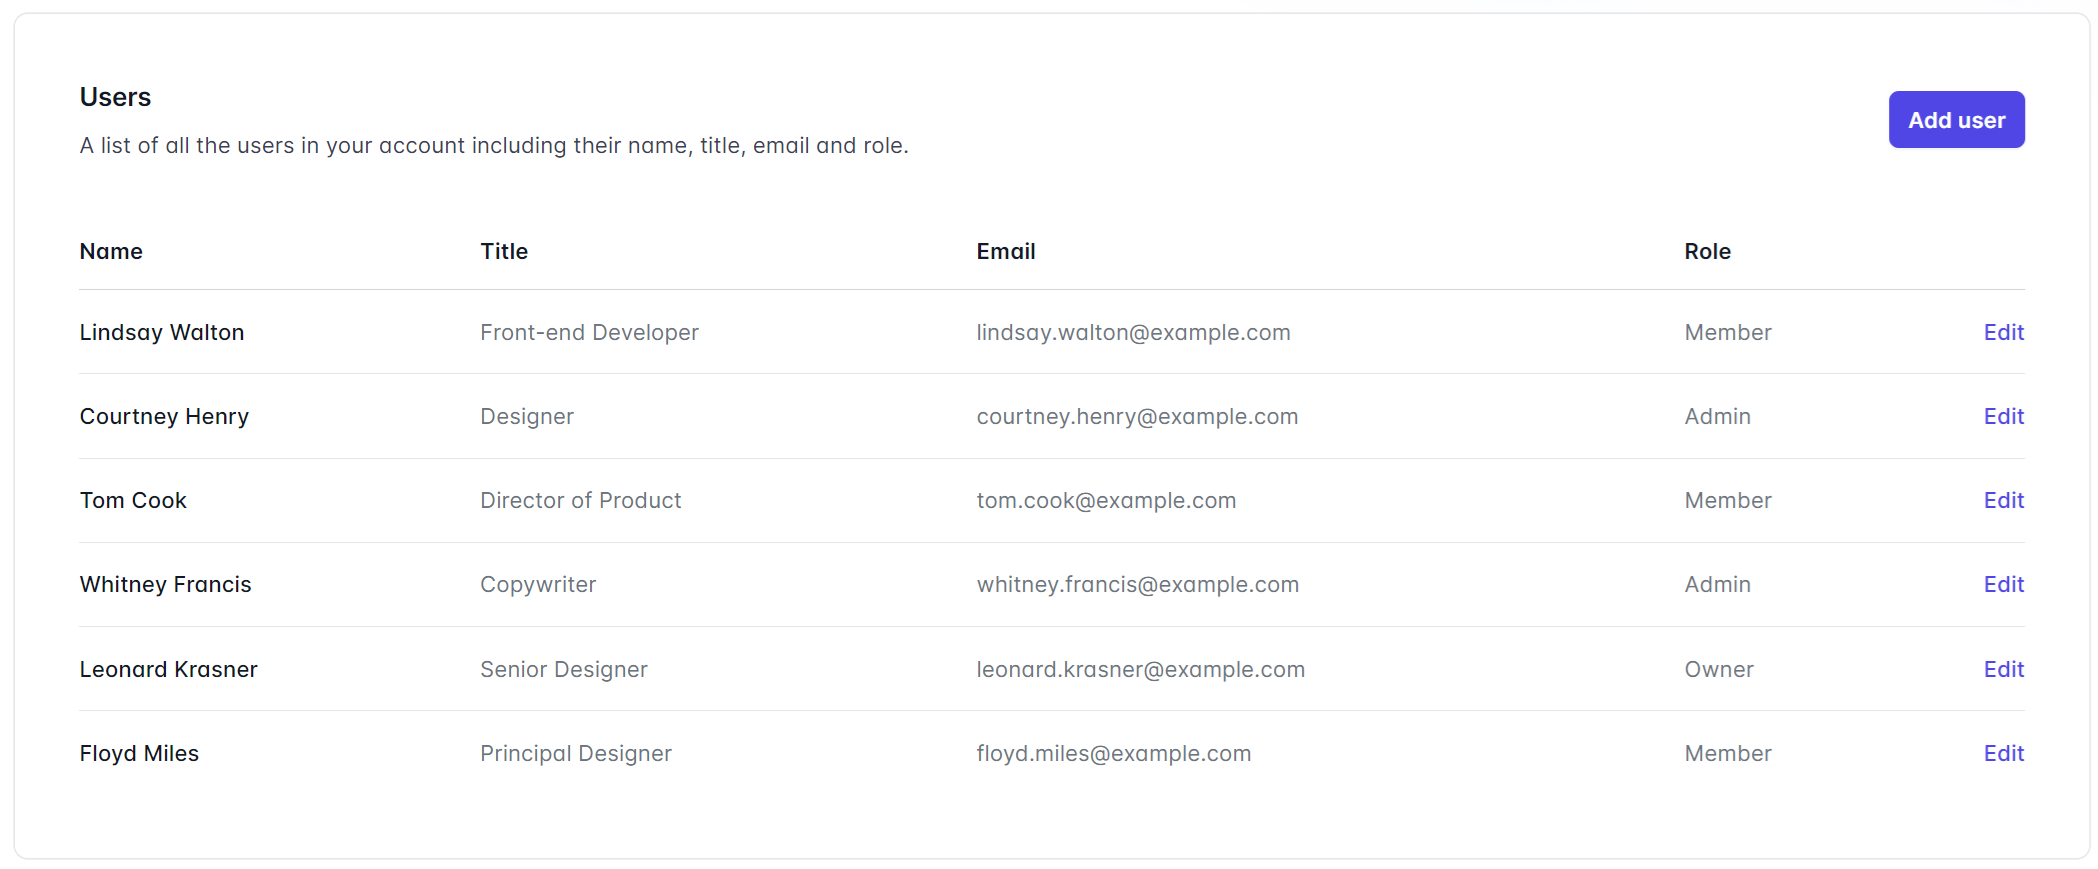 Users
A list of all the users in your account including their name, title, email and role.
Add user
Name Title Email Role
Lindsay Walton Front-end Developer lindsay.walton@example.com Member Edit
Courtney Henry Designer courtney.henry@example.com Admin Edit
Tom Cook Director of Product tom.cook@example.com Member Edit
Whitney Francis Copywriter whitney.francis@example.com Admin Edit
Leonard Krasner Senior Designer leonard.krasner@example.com Owner Edit
Floyd Miles Principal Designer floyd.miles@example.com Member Edit